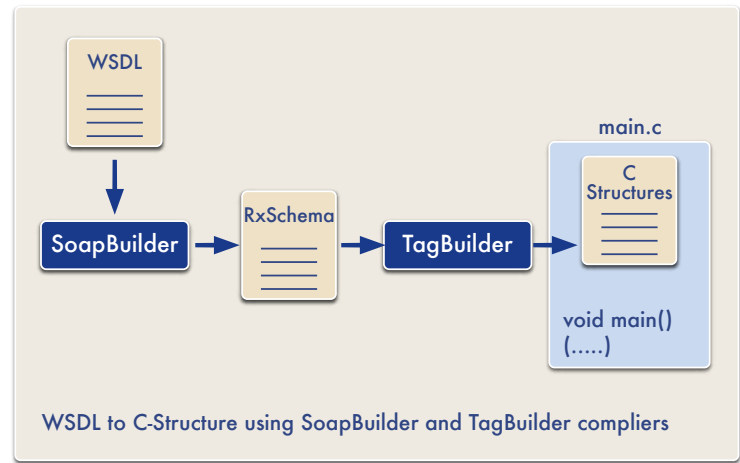 WSDL
main.c
C
Structures
RxSchema
SoapBuilder
TagBuilder
void main()
(.....)
WSDL to C-Structure using SoapBuilder and TagBuilder compliers